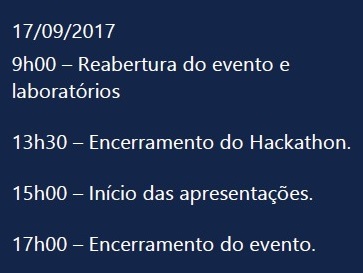 17/09/2017
9h00 – Reabertura do evento e
laboratórios
13h30 – Encerramento do Hackathon.
15h00 – Início das apresentações.
17h00 – Encerramento do evento.